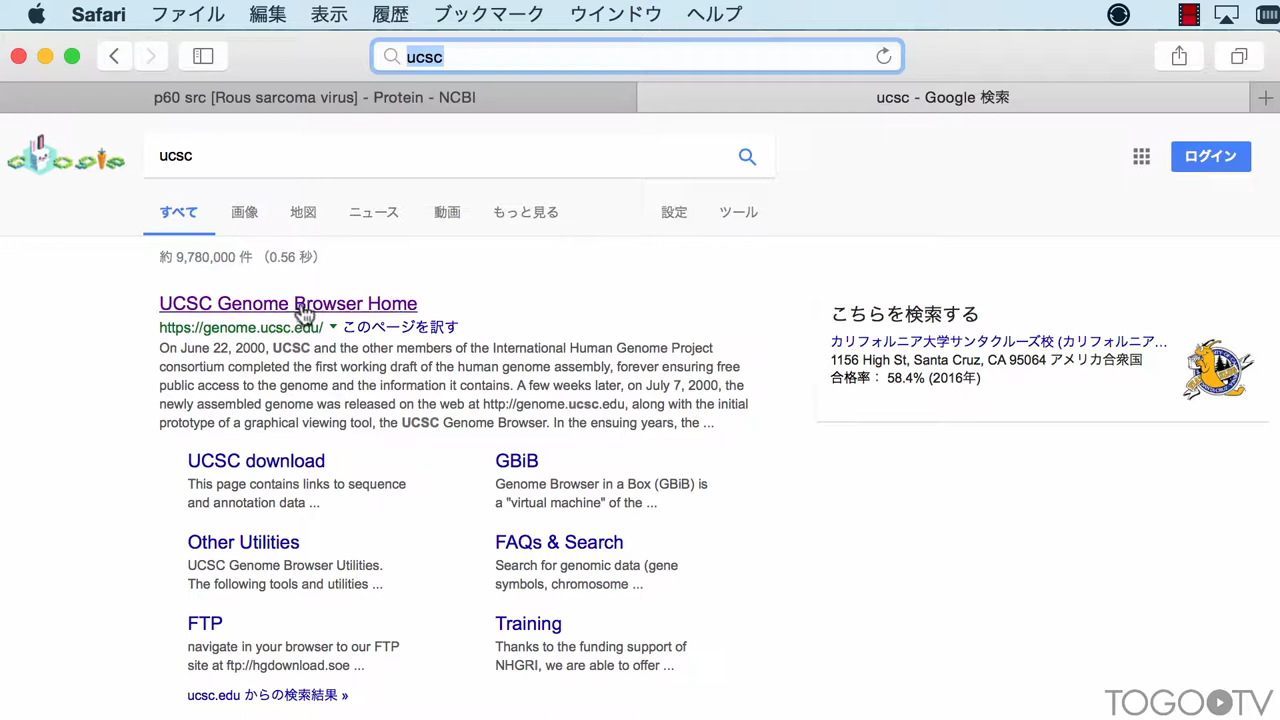 Safari ファイル 編集 表示 履歴 ブックマーク ウインドウ ヘルプ
ucsc
p60 src [Rous sarcoma virus] - Protein - NCBI
ucsc - Google 検索
ucsc
ログイン
すべて 画像 地図 ニュース 動画 もっと見る 設定 ツール
約 9,780,000 件 （0.56 秒）
UCSC Genome Browser Home
https://genome.ucsc.edu/ このページを訳す
On June 22, 2000, UCSC and the other members of the International Human Genome Project
consortium completed the first working draft of the human genome assembly, forever ensuring free
public access to the genome and the information it contains. A few weeks later, on July 7, 2000, the
newly assembled genome was released on the web at http://genome.ucsc.edu, along with the initial
prototype of a graphical viewing tool, the UCSC Genome Browser. In the ensuing years, the ...
UCSC download
This page contains links to sequence
and annotation data ...
GBiB
Genome Browser in a Box (GBiB) is
a "virtual machine" of the ...
Other Utilities
UCSC Genome Browser Utilities.
The following tools and utilities ...
FAQs & Search
Search for genomic data (gene
symbols, chromosome ...
FTP
navigate in your browser to our FTP
site at ftp://hgdownload.soe ...
Training
Thanks to the funding support of
NHGRI, we are able to offer ...
ucsc.edu からの検索結果 »
こちらを検索する
カリフォルニア大学サンタクルーズ校 (カリフォルニア...
1156 High St, Santa Cruz, CA 95064 アメリカ合衆国
合格率： 58.4% (2016年)
TOGO TV